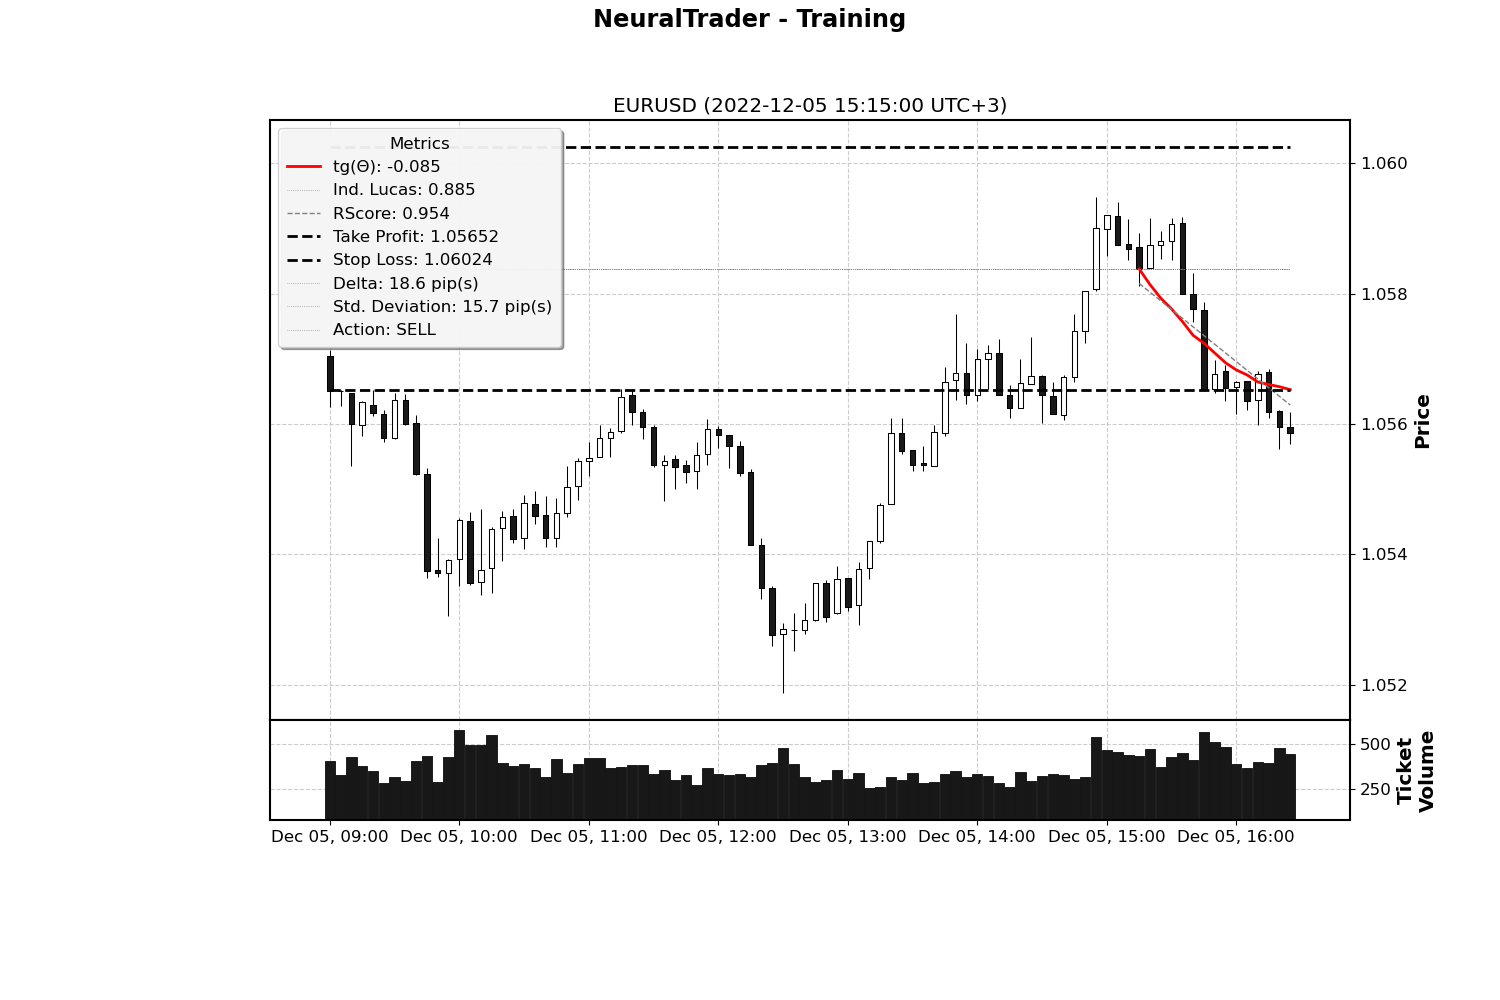 NeuralTrader - Training
EURUSD (2022-12-05 15:15:00 UTC+3)
Metrics
tg(Θ): -0.085
Ind. Lucas: 0.885
RScore: 0.954
Take Profit: 1.05652
Stop Loss: 1.06024
Delta: 18.6 pip(s)
Std. Deviation: 15.7 pip(s)
Action: SELL
1.060
1.058
1.056
1.054
1.052
Price
500
250
Ticket
Volume
Dec 05, 09:00
Dec 05, 10:00
Dec 05, 11:00
Dec 05, 12:00
Dec 05, 13:00
Dec 05, 14:00
Dec 05, 15:00
Dec 05, 16:00